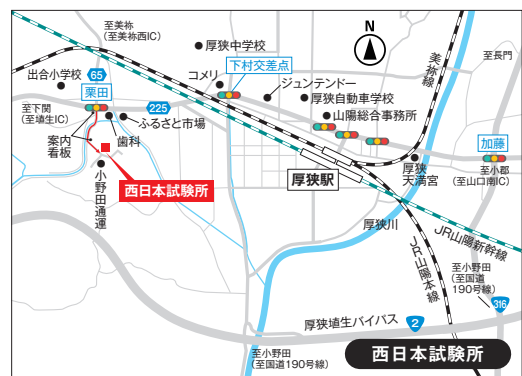 至美祢
(至美祢西IC)
厚狭中学校
N
至長門
下村交差点
美祢線
出合小学校
65
コメリ
ジュンテンドー
栗田
厚狭自動車学校
至下関
(至埴生IC)
225
山陽総合事務所
ふるさと市場
加藤
案内
看板
歯科
厚狭
天満宮
至小郡
(至山口南IC)
小野田通運
西日本試験所
厚狭駅
厚狭川
JR山陽新幹線
JR山陽本線
至小野田
(至国道
190号線)
316
厚狭埴生バイパス
2
至小野田
(至国道190号線)
西日本試験所